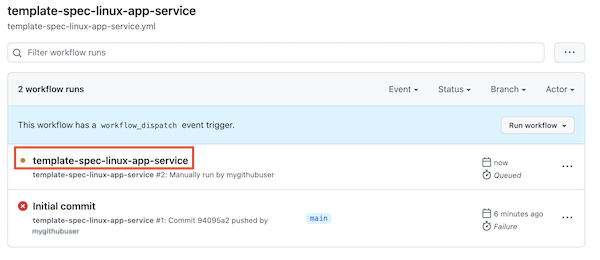 template-spec-linux-app-service
template-spec-linux-app-service.yml
Filter workflow runs
...
2 workflow runs Event Status Branch Actor
This workflow has a workflow_dispatch event trigger. Run workflow
template-spec-linux-app-service now
template-spec-linux-app-service #2: Manually run by mygithubuser Queued
...
Initial commit 6 minutes ago
template-spec-linux-app-service #1: Commit 94095a2 pushed by main
mygithubuser Failure
...